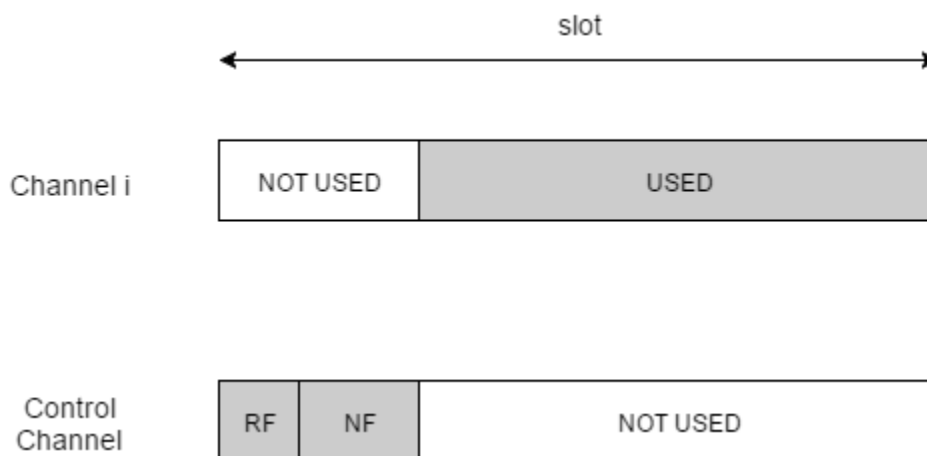 slot
Channel i
NOT USED
USED
Control
Channel
RF
NF
NOT USED